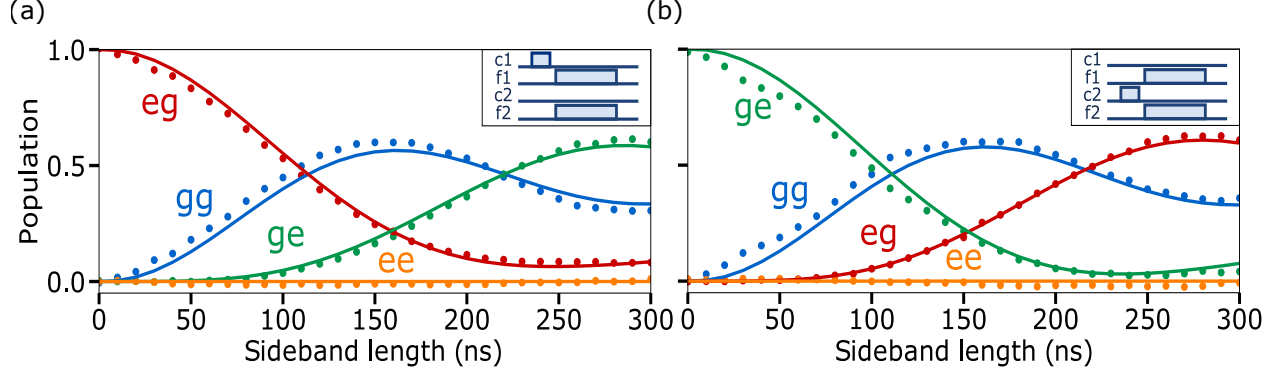 (a)
(b)
Population
1.0
0.5
0.0
eg
gg
ge
ee
c1
f1
c2
f2
0 50 100 150 200 250 300
Sideband length (ns)
ge
gg
eg
ee
c1
f1
c2
f2
0 50 100 150 200 250 300
Sideband length (ns)